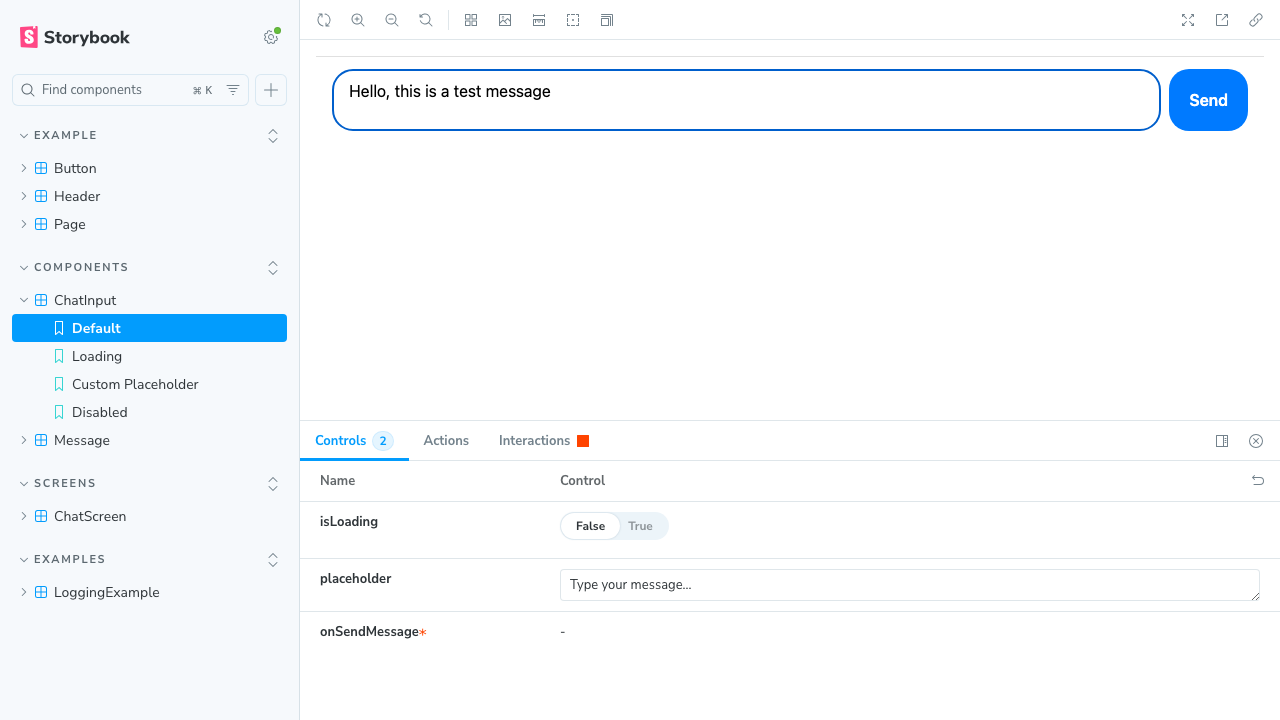 Storybook
Find components
⌘ K
EXAMPLE
Button
Header
Page
COMPONENTS
ChatInput
Default
Loading
Custom Placeholder
Disabled
Message
SCREENS
ChatScreen
EXAMPLES
LoggingExample
Hello, this is a test message
Send
Controls 2 Actions Interactions
Name Control
isLoading False True
placeholder Type your message...
onSendMessage* -